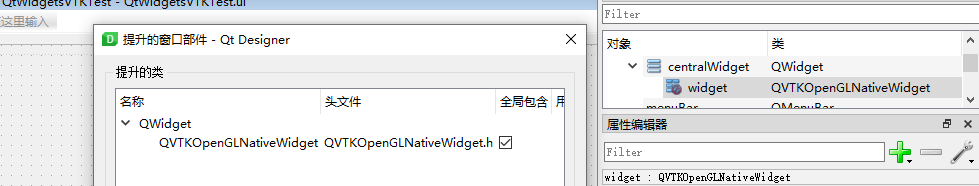 QtWidgetsVTKTest - QtWidgetsVTKTest.ui
这里输入
提升的窗口部件 - Qt Designer
提升的类
名称 头文件 全局包含 用
QWidget
QVTKOpenGLNativeWidget QVTKOpenGLNativeWidget.h
Filter
对象 类
centralWidget QWidget
widget QVTKOpenGLNativeWidget
menuBar QMenuBar
属性编辑器
Filter
widget : QVTKOpenGLNativeWidget